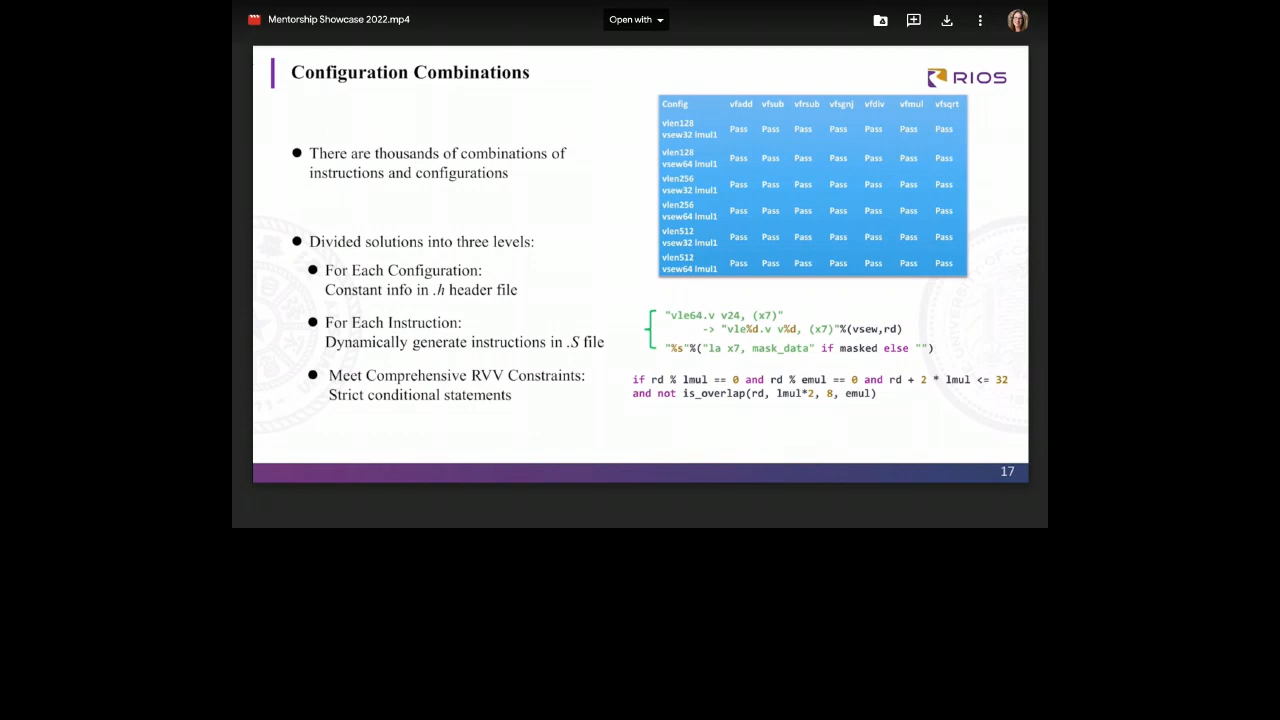 Mentorship Showcase 2022.mp4
Open with
Configuration Combinations
RIOS
There are thousands of combinations of
instructions and configurations
Divided solutions into three levels:
For Each Configuration:
Constant info in .h header file
For Each Instruction:
Dynamically generate instructions in .S file
Meet Comprehensive RVV Constraints:
Strict conditional statements
Config vfadd vfsub vfrsub vfsgnj vfdiv vfmul vfsqrt
vlen128
vsew32 lmul1 Pass Pass Pass Pass Pass Pass Pass
vlen128
vsew64 lmul1 Pass Pass Pass Pass Pass Pass Pass
vlen256
vsew32 lmul1 Pass Pass Pass Pass Pass Pass Pass
vlen256
vsew64 lmul1 Pass Pass Pass Pass Pass Pass Pass
vlen512
vsew32 lmul1 Pass Pass Pass Pass Pass Pass Pass
vlen512
vsew64 lmul1 Pass Pass Pass Pass Pass Pass Pass
"vle64.v v24, (x7)"
-> "vle%d.v v%d, (x7)"%(vsew,rd)
"%s"%("la x7, mask_data" if masked else "")
if rd % lmul == 0 and rd % emul == 0 and rd + 2 * lmul <= 32
and not is_overlap(rd, lmul*2, 8, emul)
17